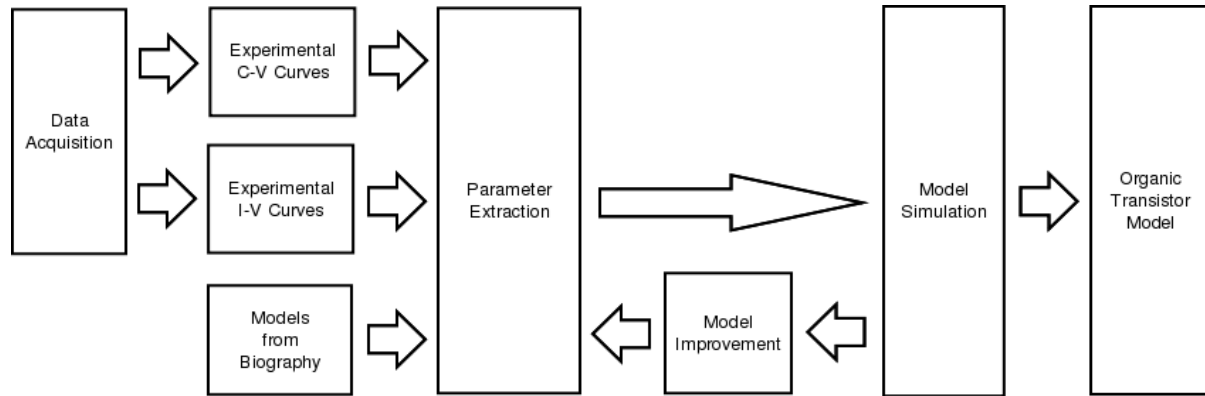 Data
Acquisition
Experimental
C-V Curves
Experimental
I-V Curves
Models
from
Biography
Parameter
Extraction
Model
Improvement
Model
Simulation
Organic
Transistor
Model